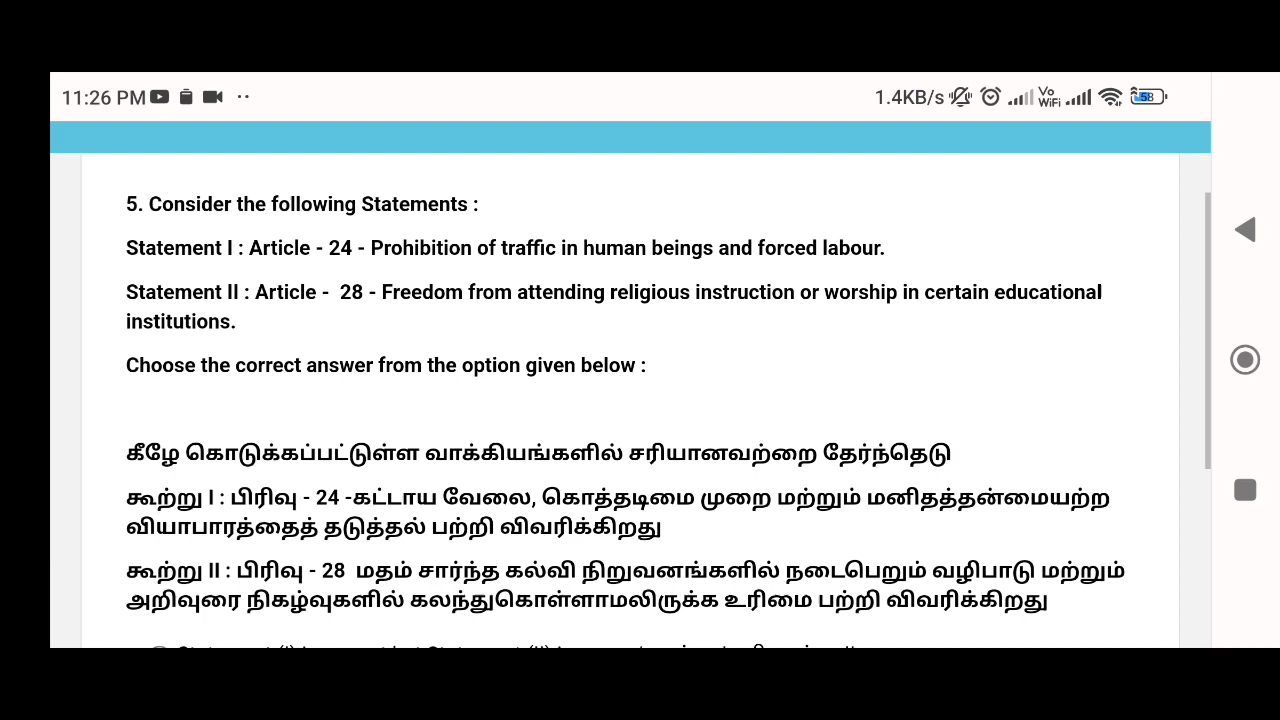 11:26 PM
1.4KB/s Vo WiFi 58
5. Consider the following Statements :
Statement I : Article - 24 - Prohibition of traffic in human beings and forced labour.
Statement II : Article - 28 - Freedom from attending religious instruction or worship in certain educational
institutions.
Choose the correct answer from the option given below :
கீழே கொடுக்கப்பட்டுள்ள வாக்கியங்களில் சரியானவற்றை தேர்ந்தெடு
கூற்று I : பிரிவு - 24 -கட்டாய வேலை, கொத்தடிமை முறை மற்றும் மனிதத்தன்மையற்ற
வியாபாரத்தைத் தடுத்தல் பற்றி விவரிக்கிறது
கூற்று II : பிரிவு - 28 மதம் சார்ந்த கல்வி நிறுவனங்களில் நடைபெறும் வழிபாடு மற்றும்
அறிவுரை நிகழ்வுகளில் கலந்துகொள்ளாமலிருக்க உரிமை பற்றி விவரிக்கிறது